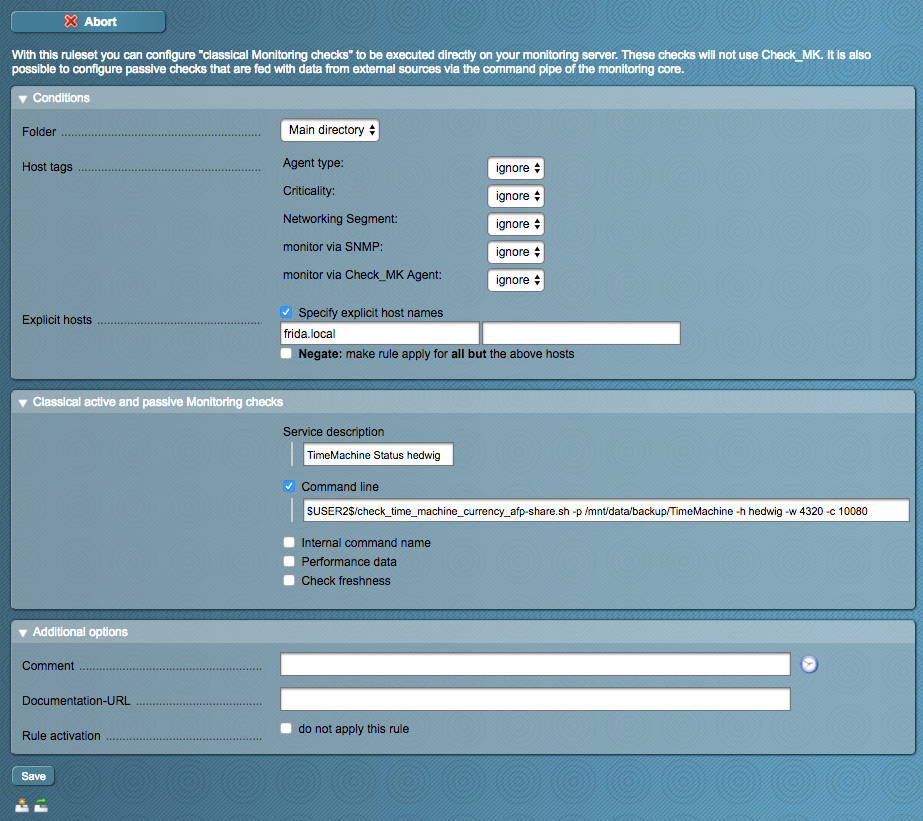 Abort
With this ruleset you can configure "classical Monitoring checks" to be executed directly on your monitoring server. These checks will not use Check_MK. It is also
possible to configure passive checks that are fed with data from external sources via the command pipe of the monitoring core.
Conditions
Folder
Main directory
Host tags
Agent type:
ignore
Criticality:
ignore
Networking Segment:
ignore
monitor via SNMP:
ignore
monitor via Check_MK Agent:
ignore
Explicit hosts
Specify explicit host names
frida.local
Negate: make rule apply for all but the above hosts
Classical active and passive Monitoring checks
Service description
TimeMachine Status hedwig
Command line
$USER2$/check_time_machine_currency_afp-share.sh -p /mnt/data/backup/TimeMachine -h hedwig -w 4320 -c 10080
Internal command name
Performance data
Check freshness
Additional options
Comment
Documentation-URL
Rule activation
do not apply this rule
Save